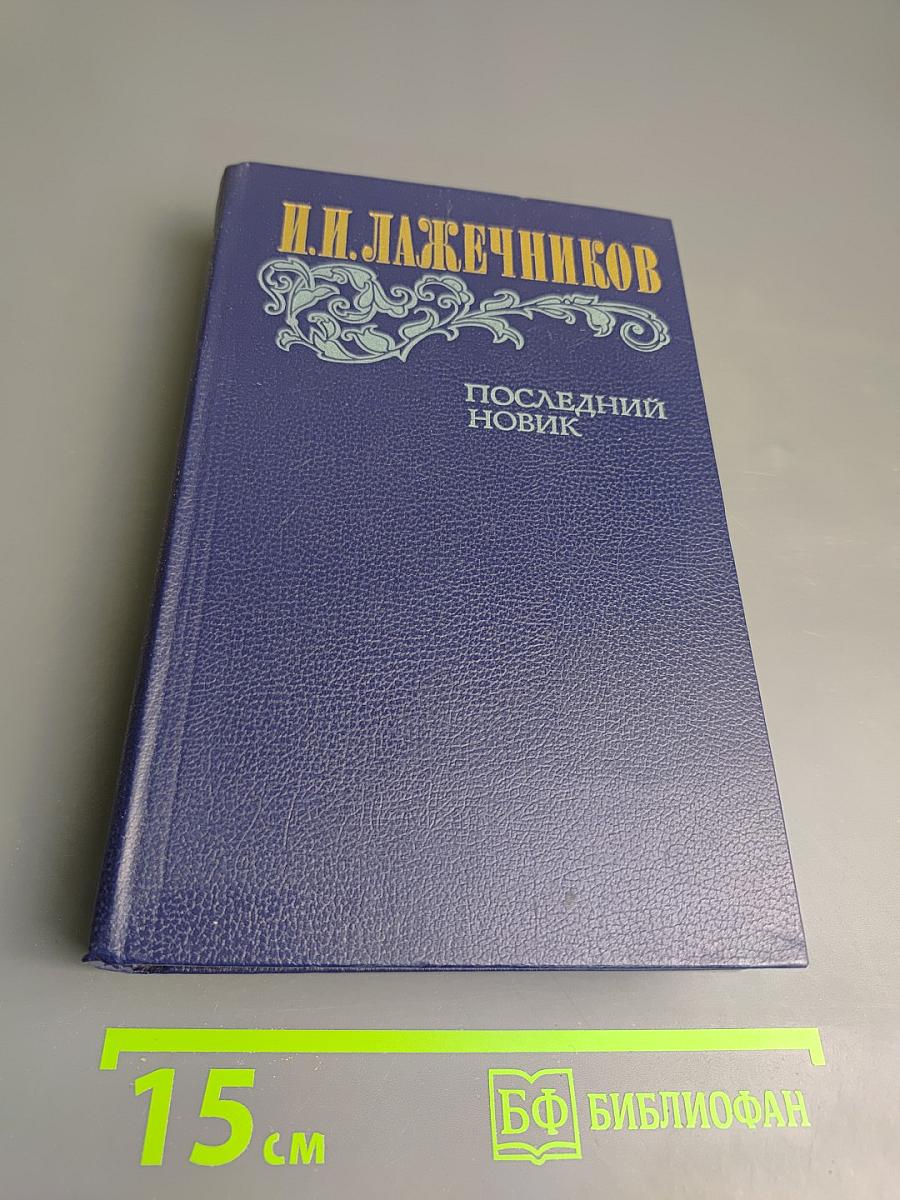 И.И.ЛАЖЕЧНИКОВ
ПОСЛЕДНИЙ
НОВИК
15 см
БФ БИБЛИОФАН